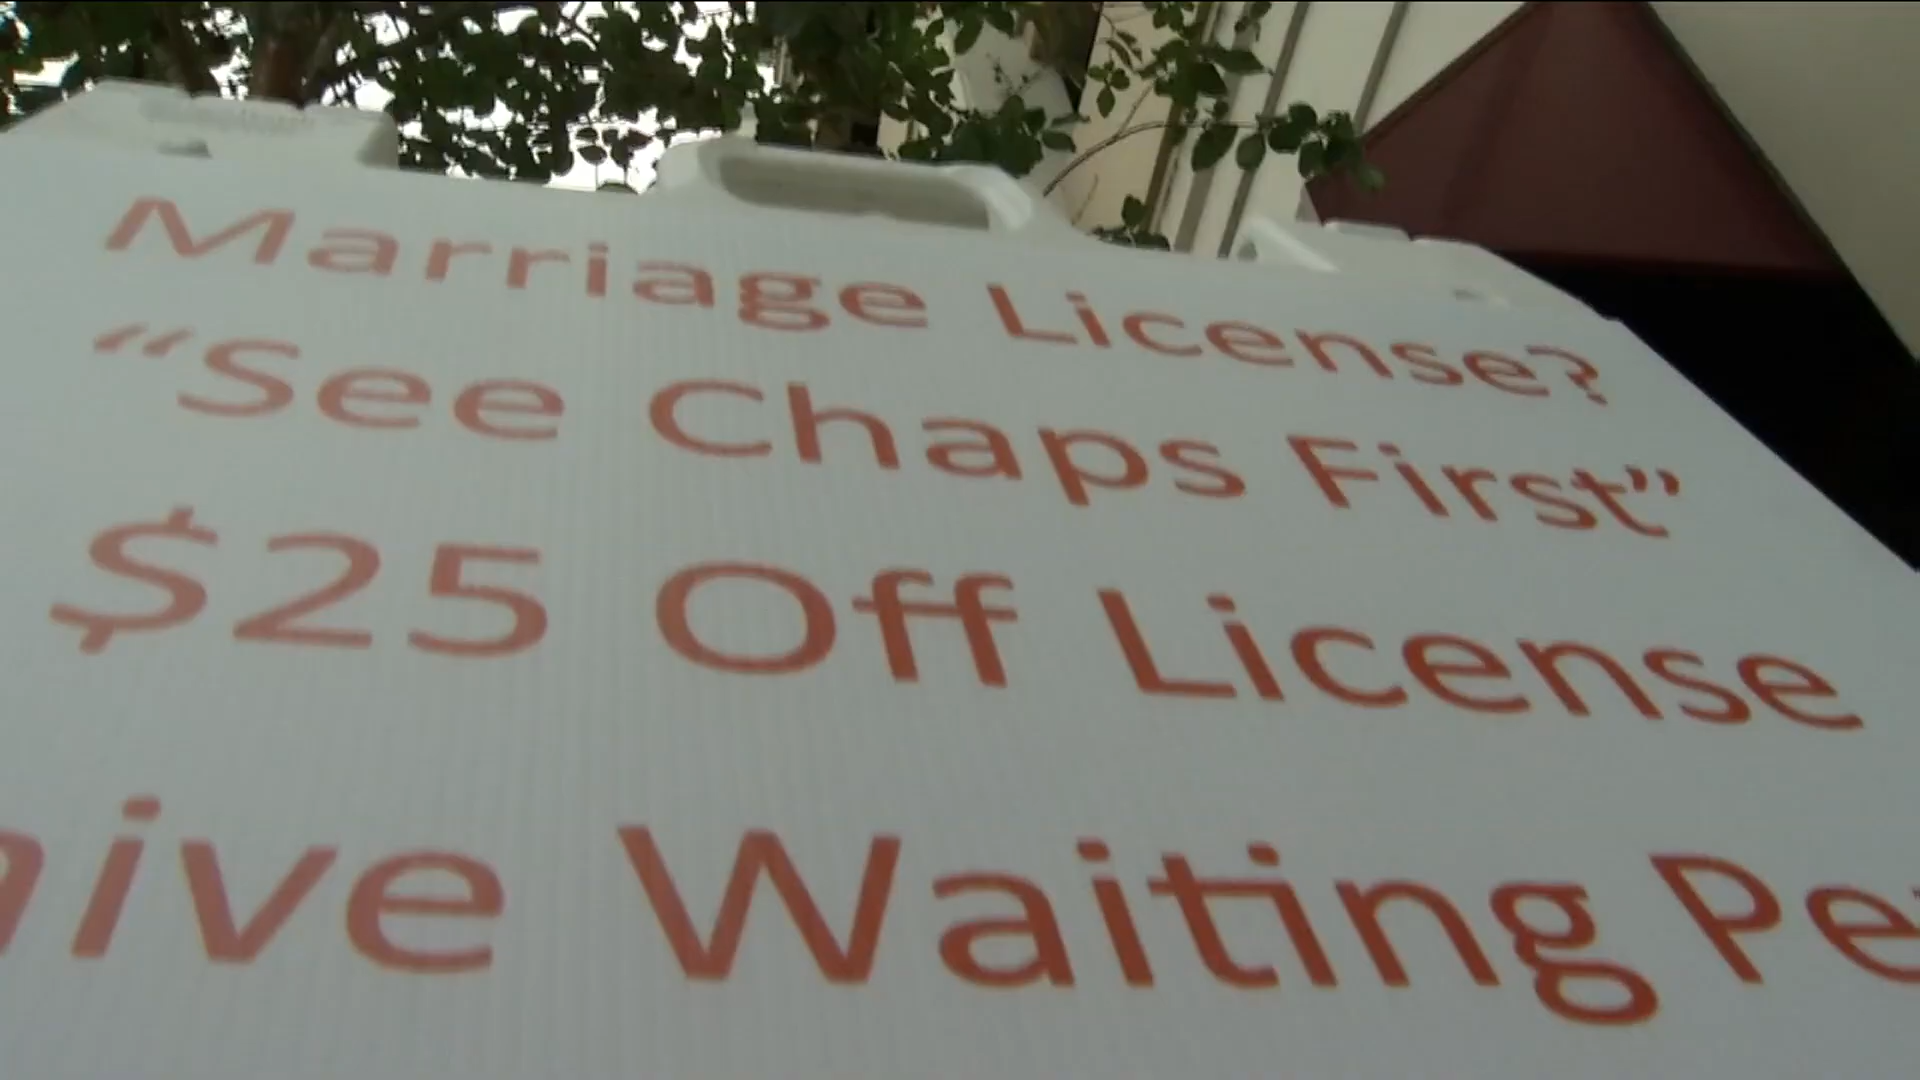 Marriage License?
“See Chaps First”
$25 Off License
Waiting